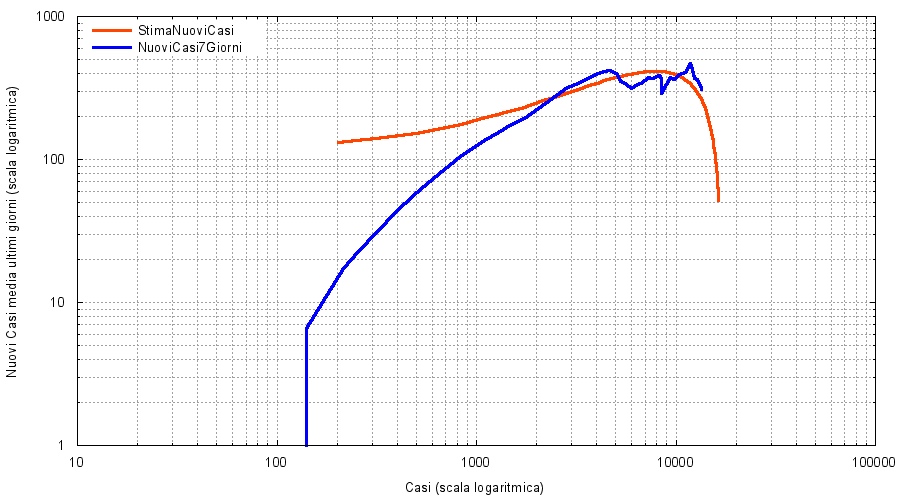 1000
StimaNuoviCasi
NuoviCasi7Giorni
100
10
1
10
100
1000
10000
100000
Nuovi Casi media ultimi giorni (scala logaritmica)
Casi (scala logaritmica)